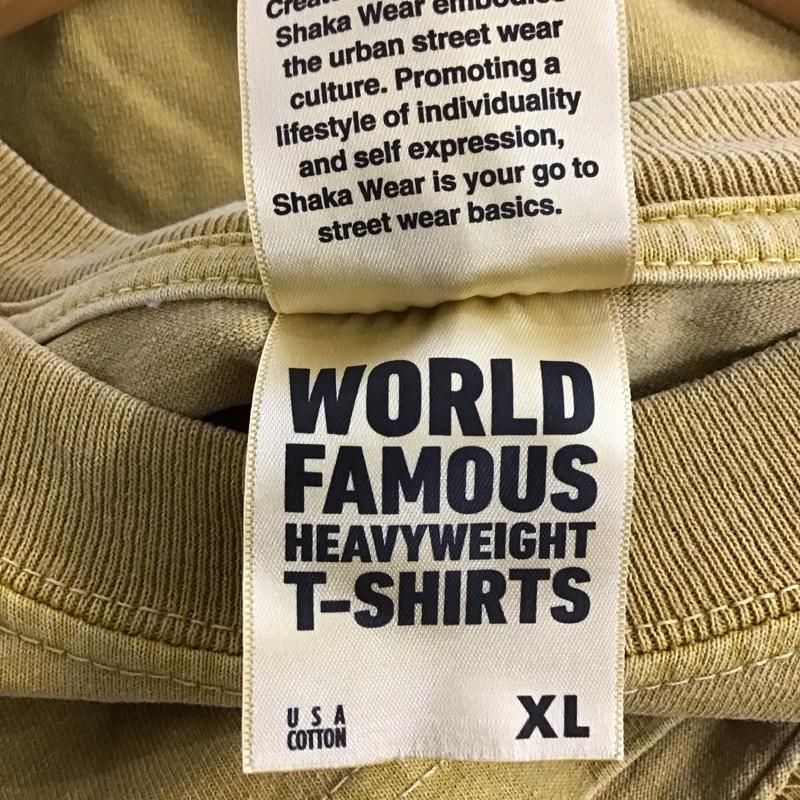 Shaka Wear embodies
the urban street wear
culture. Promoting a
lifestyle of individuality
and self expression,
Shaka Wear is your go to
street wear basics.
WORLD
FAMOUS
HEAVYWEIGHT
T-SHIRTS
USA
COTTON
XL